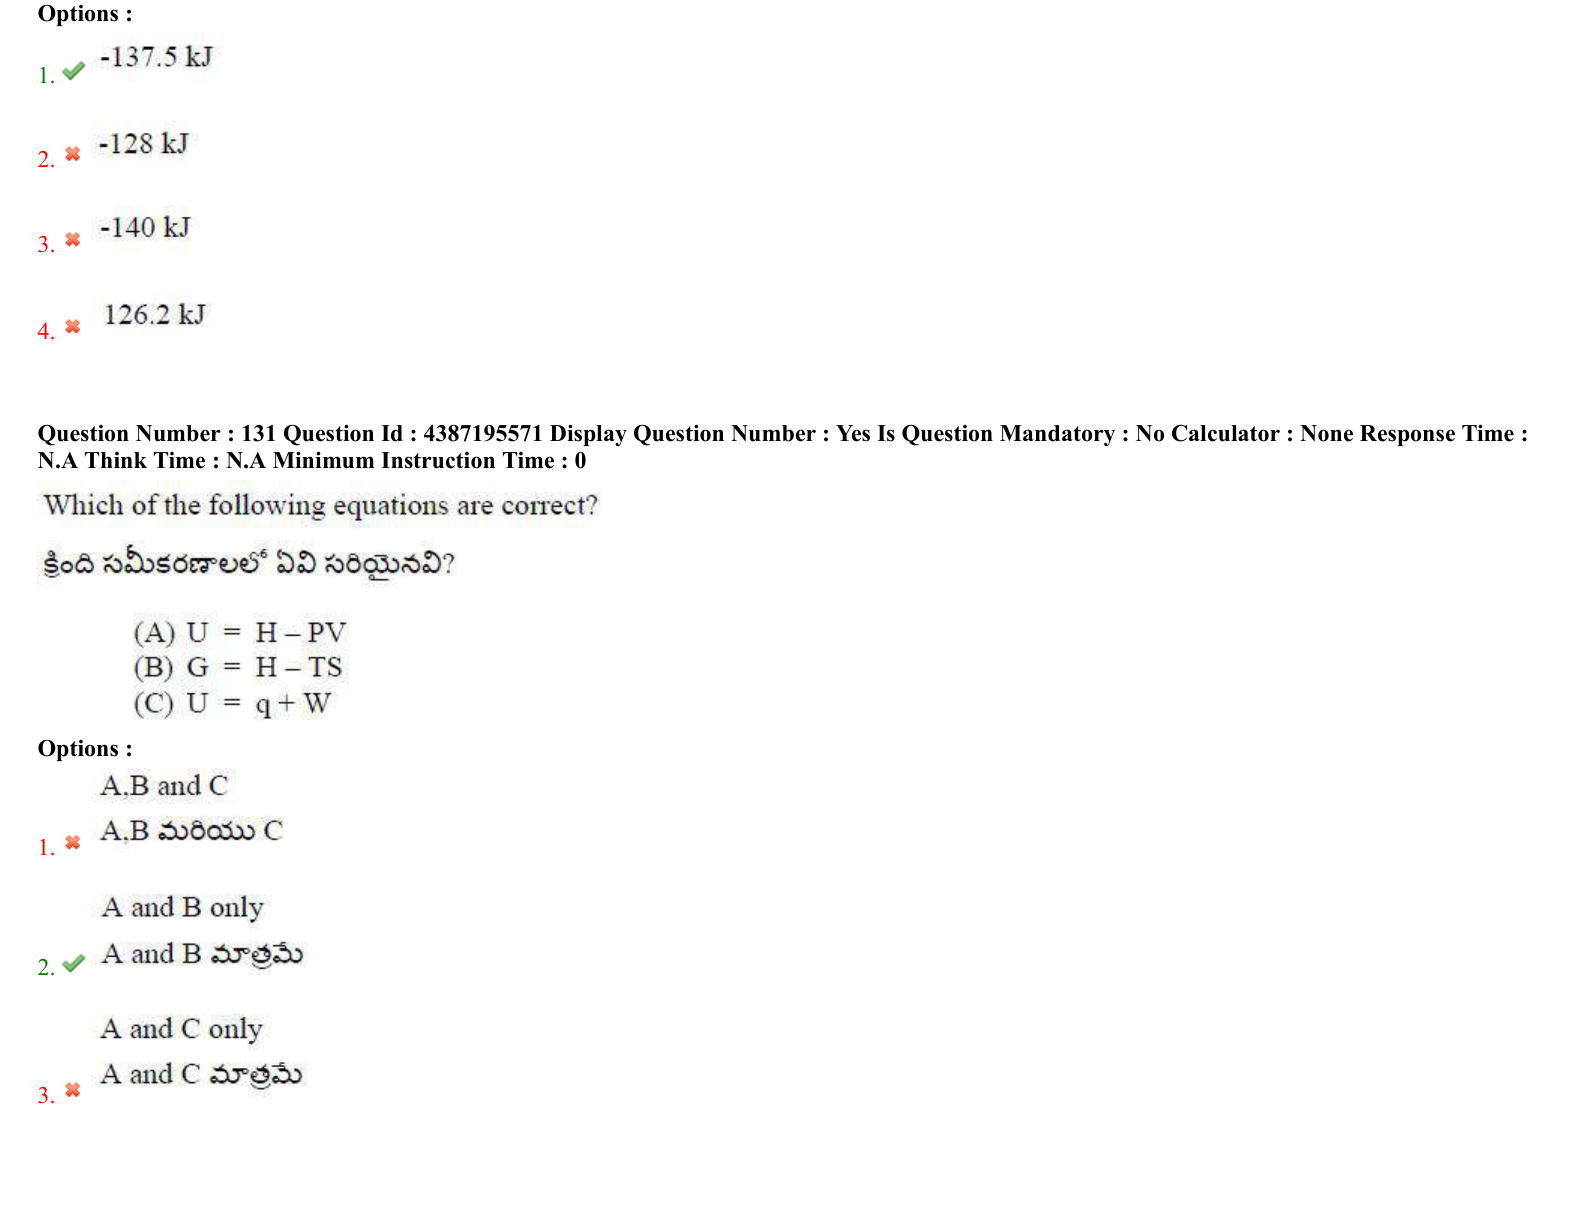 Options :
1. -137.5 kJ
2. -128 kJ
3. -140 kJ
4. 126.2 kJ
Question Number : 131 Question Id : 4387195571 Display Question Number : Yes Is Question Mandatory : No Calculator : None Response Time :
N.A Think Time : N.A Minimum Instruction Time : 0
Which of the following equations are correct?
క్రింది సమీకరణాలలో ఏవి సరియైనవి?
(A) U = H – PV
(B) G = H – TS
(C) U = q + W
Options :
A,B and C
1. A,B మరియు C
A and B only
2. A and B మాత్రమే
A and C only
3. A and C మాత్రమే